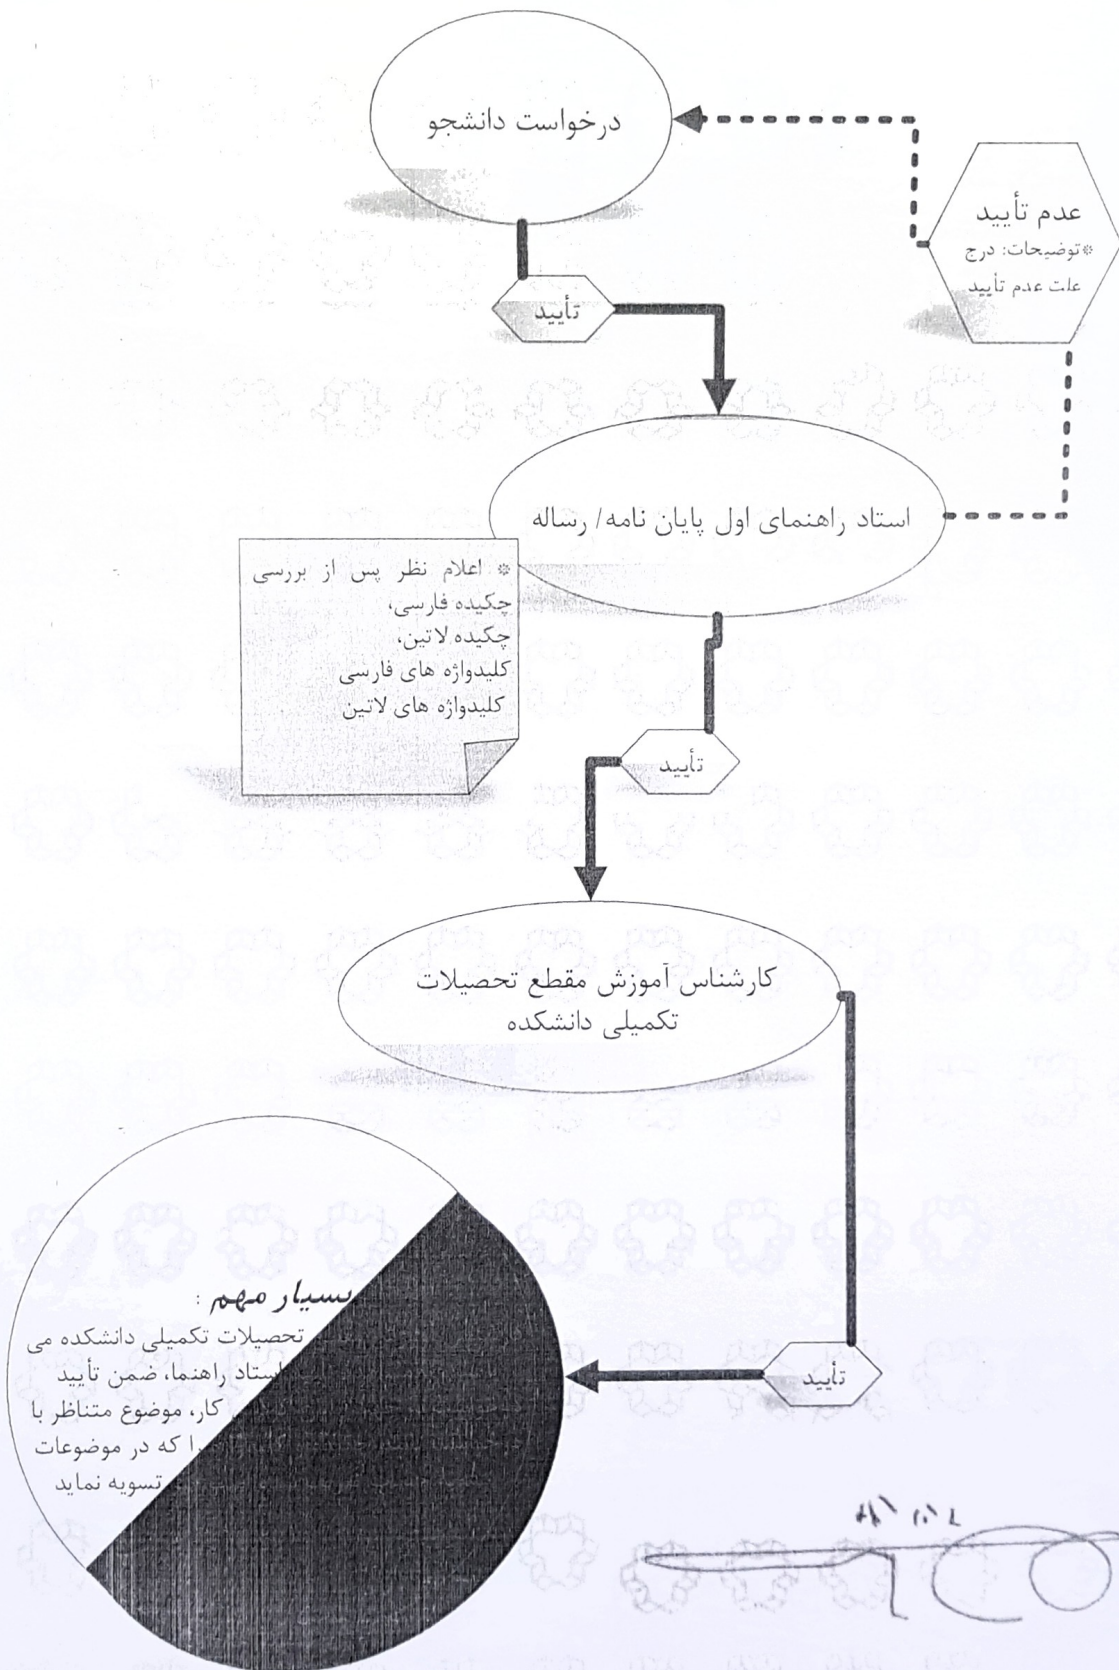 درخواست دانشجو
عدم تأیید
*توضیحات: درج
علت عدم تأیید
تأیید
استاد راهنمای اول پایان نامه/ رساله
* اعلام نظر پس از بررسی
چکیده فارسی،
چکیده لاتین،
کلیدواژه های فارسی
کلیدواژه های لاتین
تأیید
کارشناس آموزش مقطع تحصیلات
تکمیلی دانشکده
بسیار مهم :
تحصیلات تکمیلی دانشکده می
استاد راهنما، ضمن تأیید
کار، موضوع متناظر با
را که در موضوعات
تسویه نماید
تأیید